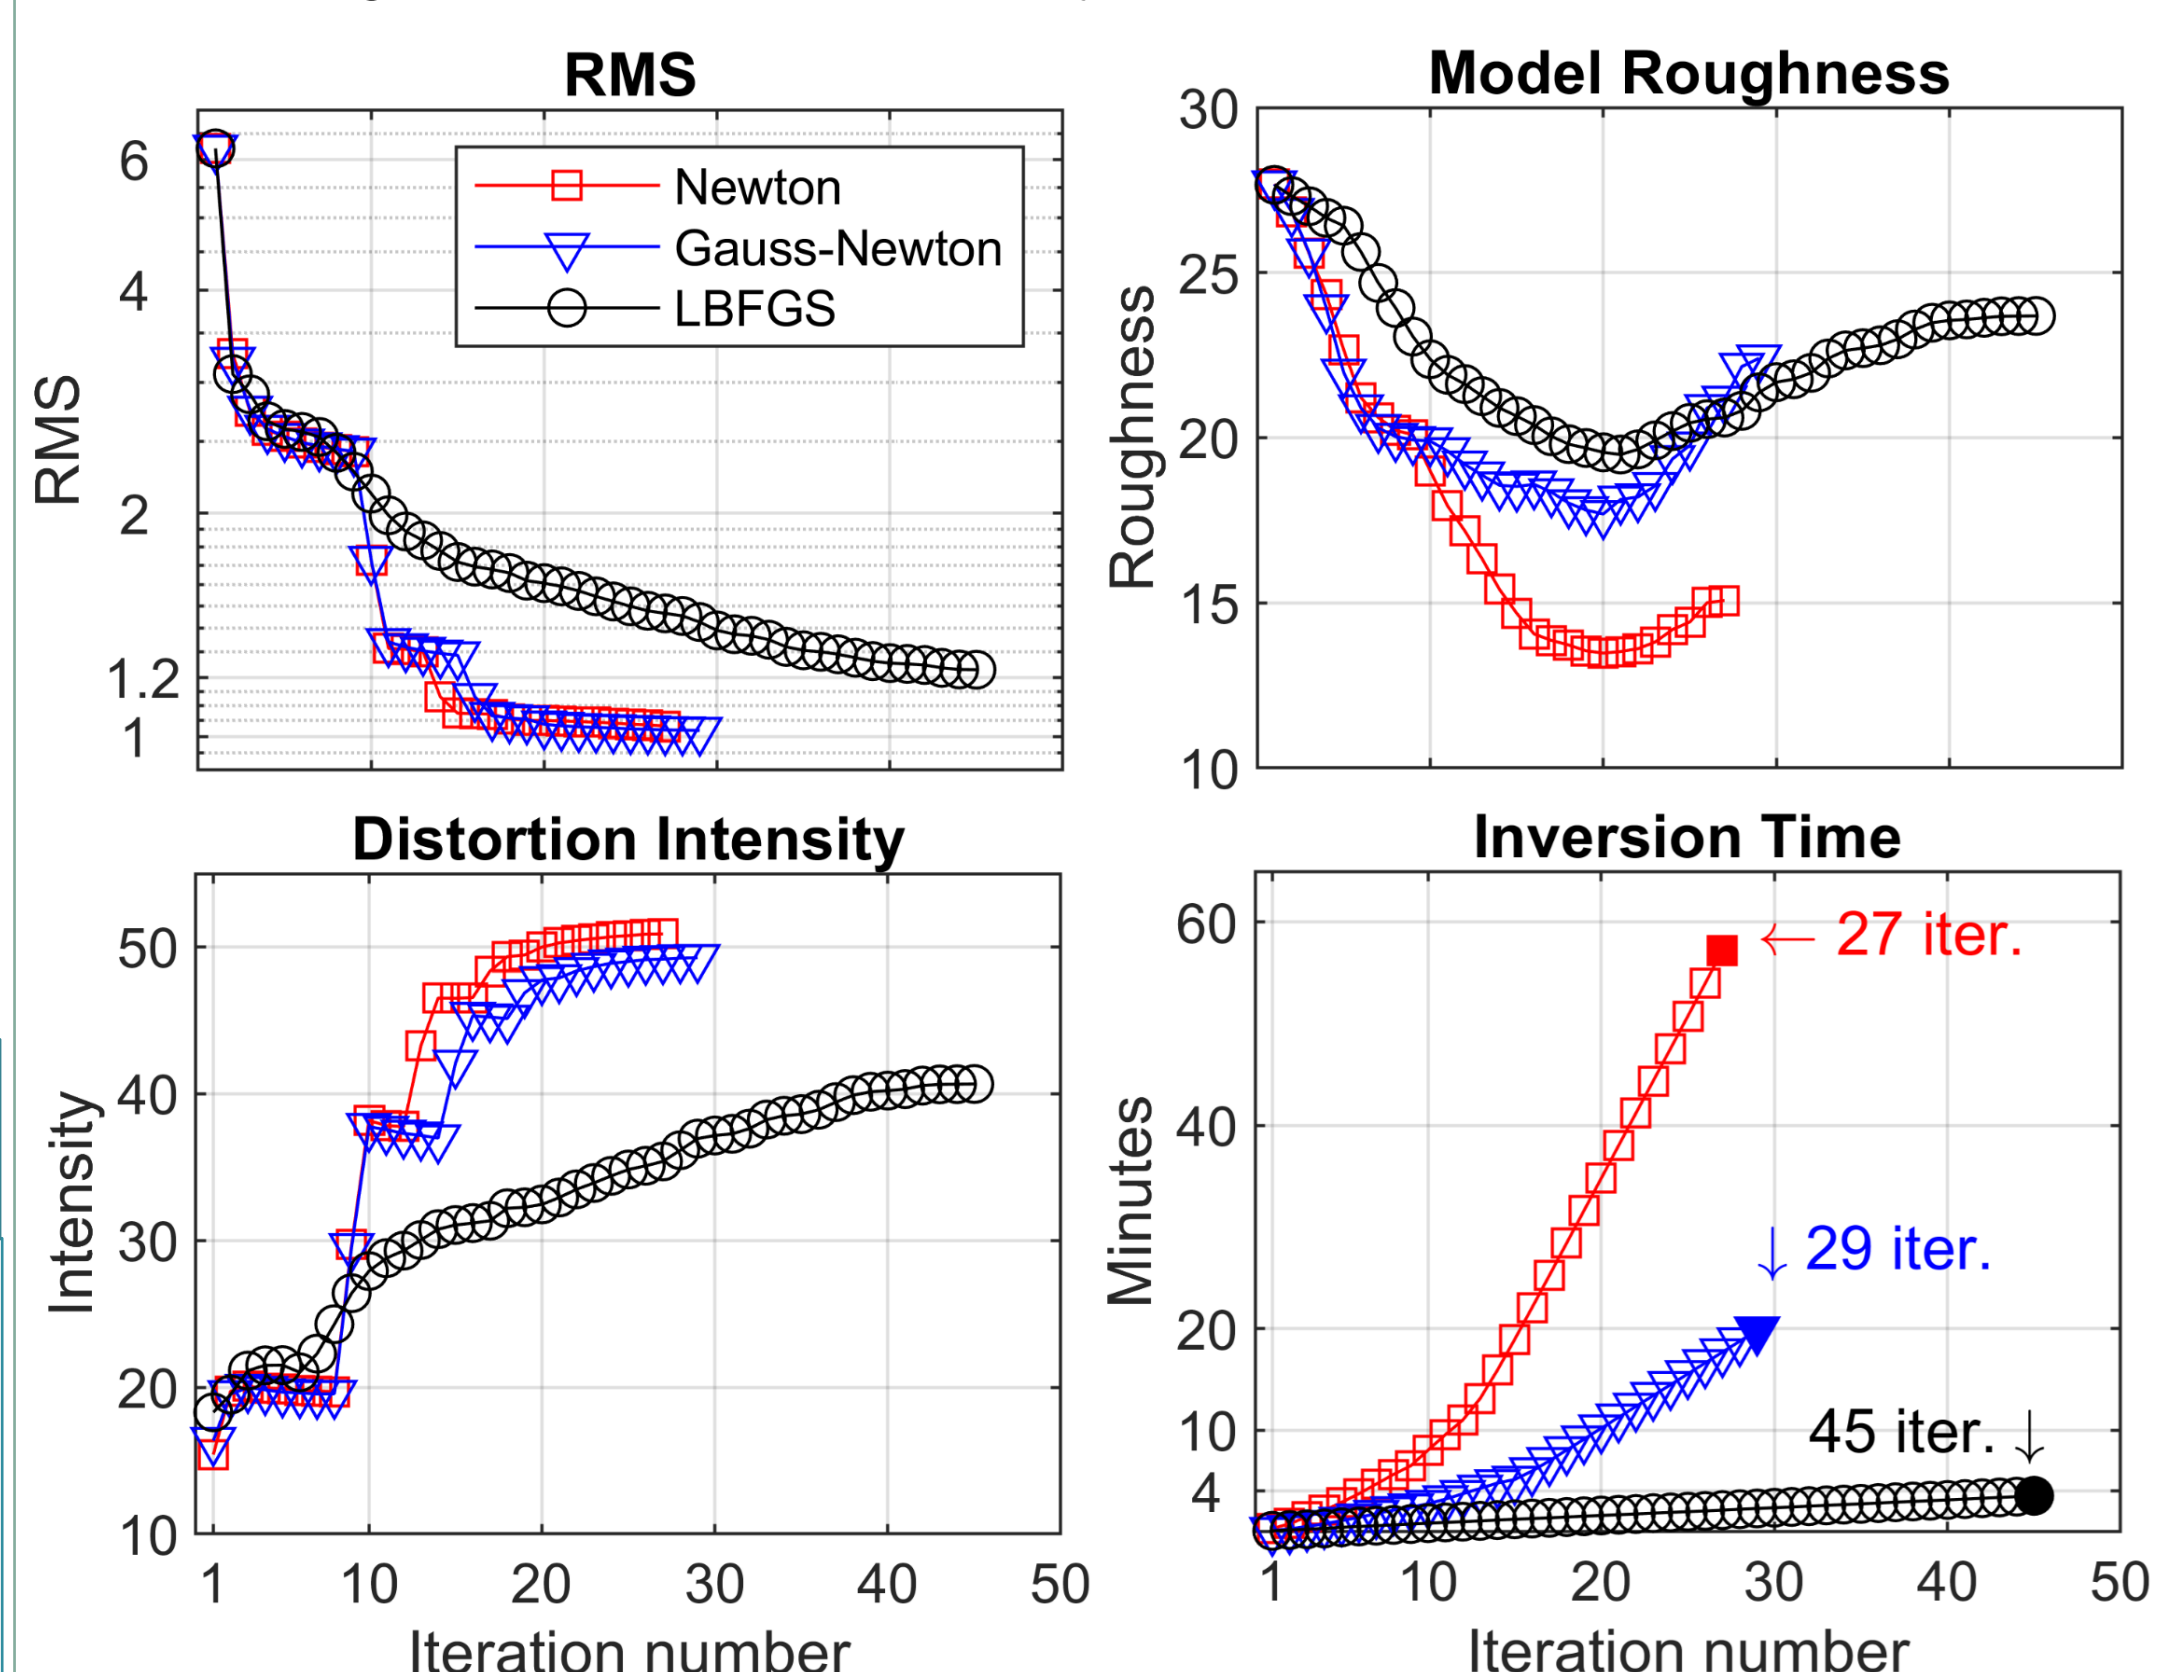 RMS
6
4
2
1.2
1
RMS
Newton
Gauss-Newton
LBFGS
Model Roughness
30
25
20
15
10
Roughness
Distortion Intensity
50
40
30
20
10
Intensity
1 10 20 30 40 50
Iteration number
Inversion Time
60
40
20
10
4
Minutes
← 27 iter.
↓ 29 iter.
45 iter. ↓
1 10 20 30 40 50
Iteration number